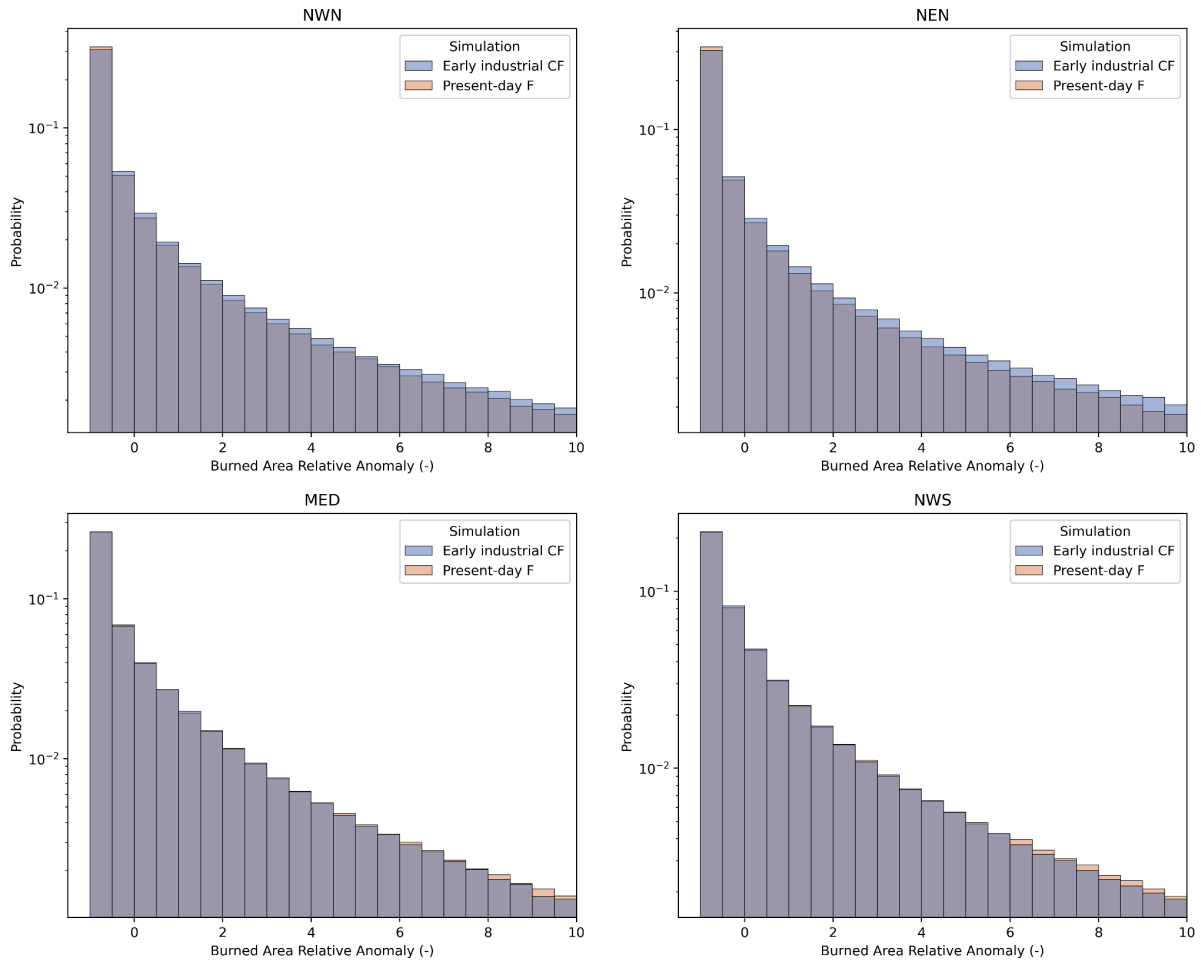 NWN
Simulation
Early industrial CF
Present-day F
10⁻¹
10⁻²
Probability
0 2 4 6 8 10
Burned Area Relative Anomaly (-)
NEN
Simulation
Early industrial CF
Present-day F
10⁻¹
10⁻²
Probability
0 2 4 6 8 10
Burned Area Relative Anomaly (-)
MED
Simulation
Early industrial CF
Present-day F
10⁻¹
10⁻²
Probability
0 2 4 6 8 10
Burned Area Relative Anomaly (-)
NWS
Simulation
Early industrial CF
Present-day F
10⁻¹
10⁻²
Probability
0 2 4 6 8 10
Burned Area Relative Anomaly (-)